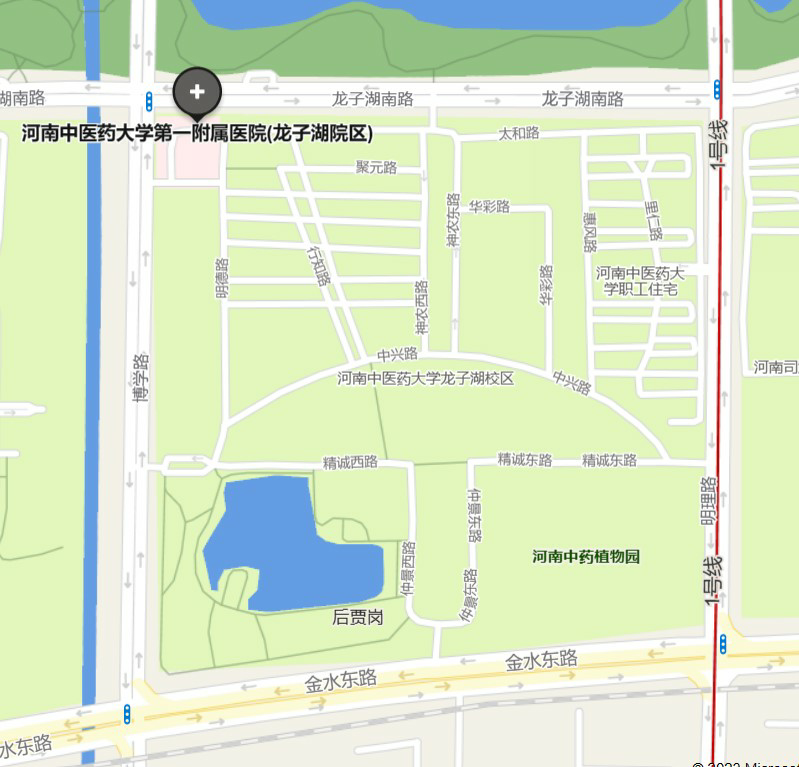 湖南路
龙子湖南路
龙子湖南路
河南中医药大学第一附属医院(龙子湖院区)
太和路
1号线
聚元路
里仁路
华彩路
神农东路
惠风路
行知路
明德路
河南中医药大
学职工住宅
华彩路
神农西路
中兴路
博学路
河南中医药大学龙子湖校区
中兴路
河南司
精诚西路
精诚东路
精诚东路
明理路
仲景东路
仲景西路
河南中药植物园
1号线
仲景东路
后贾岗
金水东路
金水东路
水东路